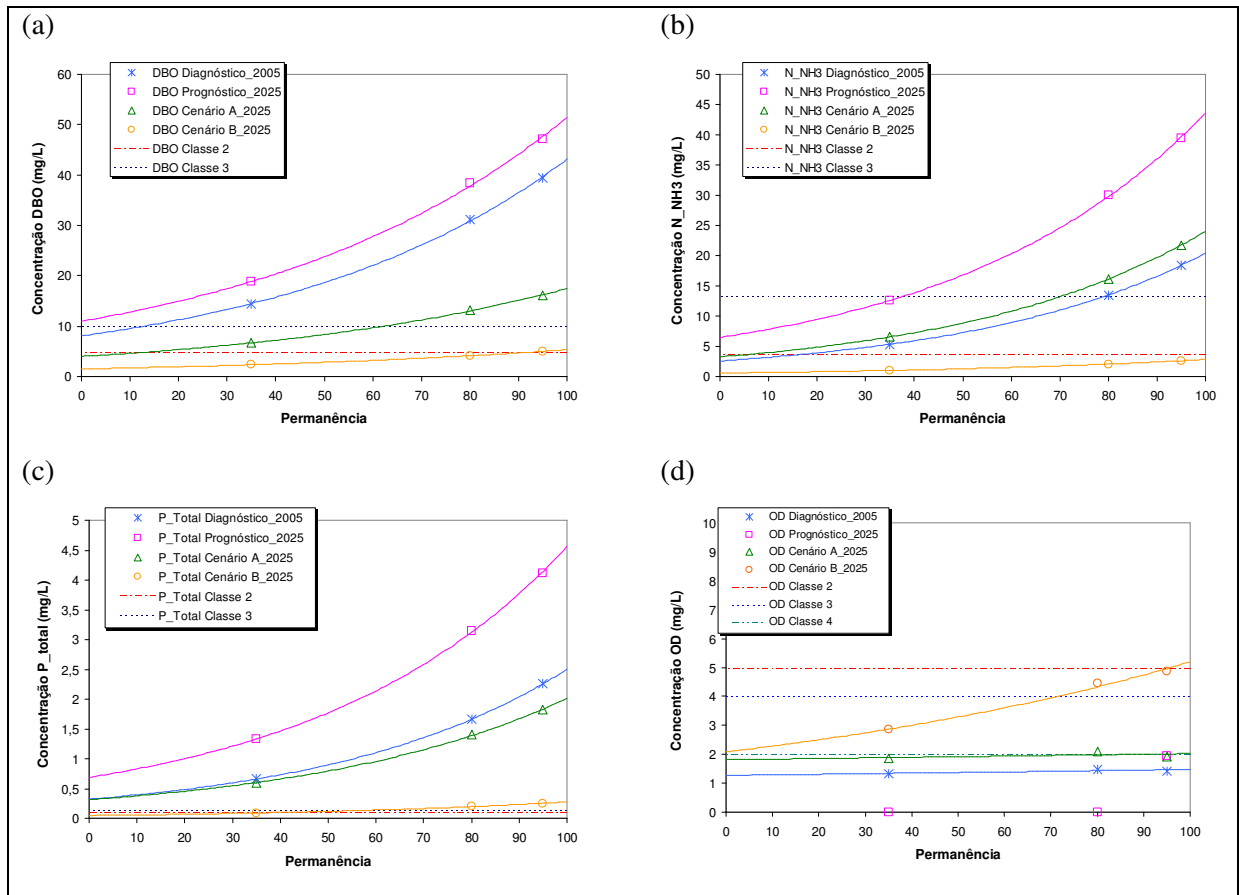 (a)
DBO Diagnóstico_2005
DBO Prognóstico_2025
DBO Cenário A_2025
DBO Cenário B_2025
DBO Classe 2
DBO Classe 3
Concentração DBO (mg/L)
60
50
40
30
20
10
0
0 10 20 30 40 50 60 70 80 90 100
Permanência
(b)
N_NH3 Diagnóstico_2005
N_NH3 Prognóstico_2025
N_NH3 Cenário A_2025
N_NH3 Cenário B_2025
N_NH3 Classe 2
N_NH3 Classe 3
Concentração N_NH3 (mg/L)
50
45
40
35
30
25
20
15
10
5
0
0 10 20 30 40 50 60 70 80 90 100
Permanência
(c)
P_Total Diagnóstico_2005
P_Total Prognóstico_2025
P_Total Cenário A_2025
P_Total Cenário B_2025
P_Total Classe 2
P_Total Classe 3
Concentração P_total (mg/L)
5
4,5
4
3,5
3
2,5
2
1,5
1
0,5
0
0 10 20 30 40 50 60 70 80 90 100
Permanência
(d)
OD Diagnóstico_2005
OD Prognóstico_2025
OD Cenário A_2025
OD Cenário B_2025
OD Classe 2
OD Classe 3
OD Classe 4
Concentração OD (mg/L)
10
9
8
7
6
5
4
3
2
1
0
0 10 20 30 40 50 60 70 80 90 100
Permanência